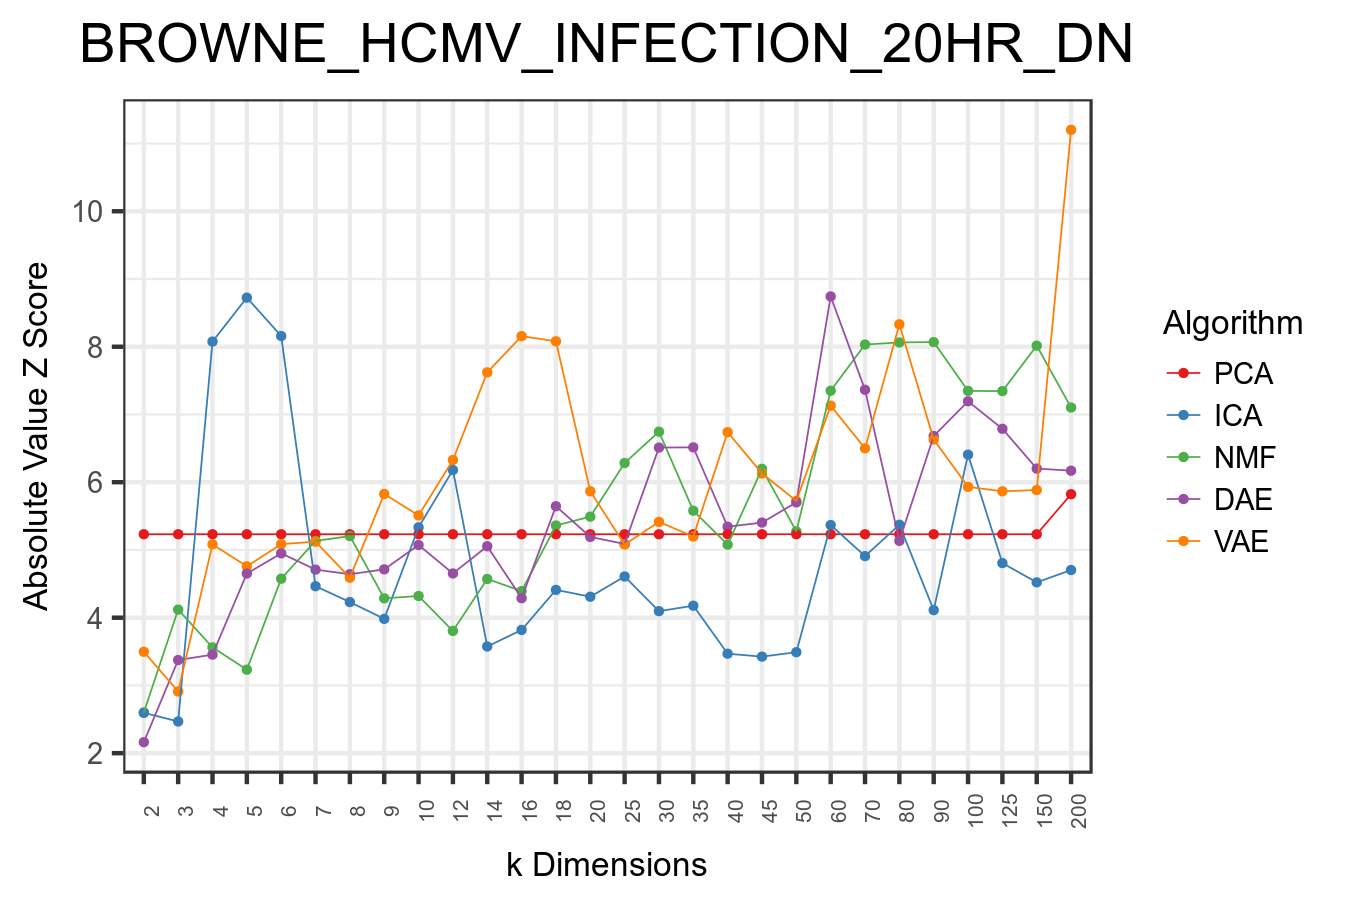 BROWNE_HCMV_INFECTION_20HR_DN
Absolute Value Z Score
10
8
6
4
2
2 3 4 5 6 7 8 9 10 12 14 16 18 20 25 30 35 40 45 50 60 70 80 90 100 125 150 200
k Dimensions
Algorithm
PCA
ICA
NMF
DAE
VAE